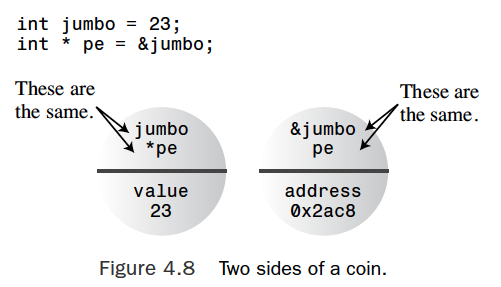 int jumbo = 23;
int * pe = &jumbo;
These are
the same.
jumbo
*pe
value
23
&jumbo
pe
address
0x2ac8
These are
the same.
Figure 4.8 Two sides of a coin.